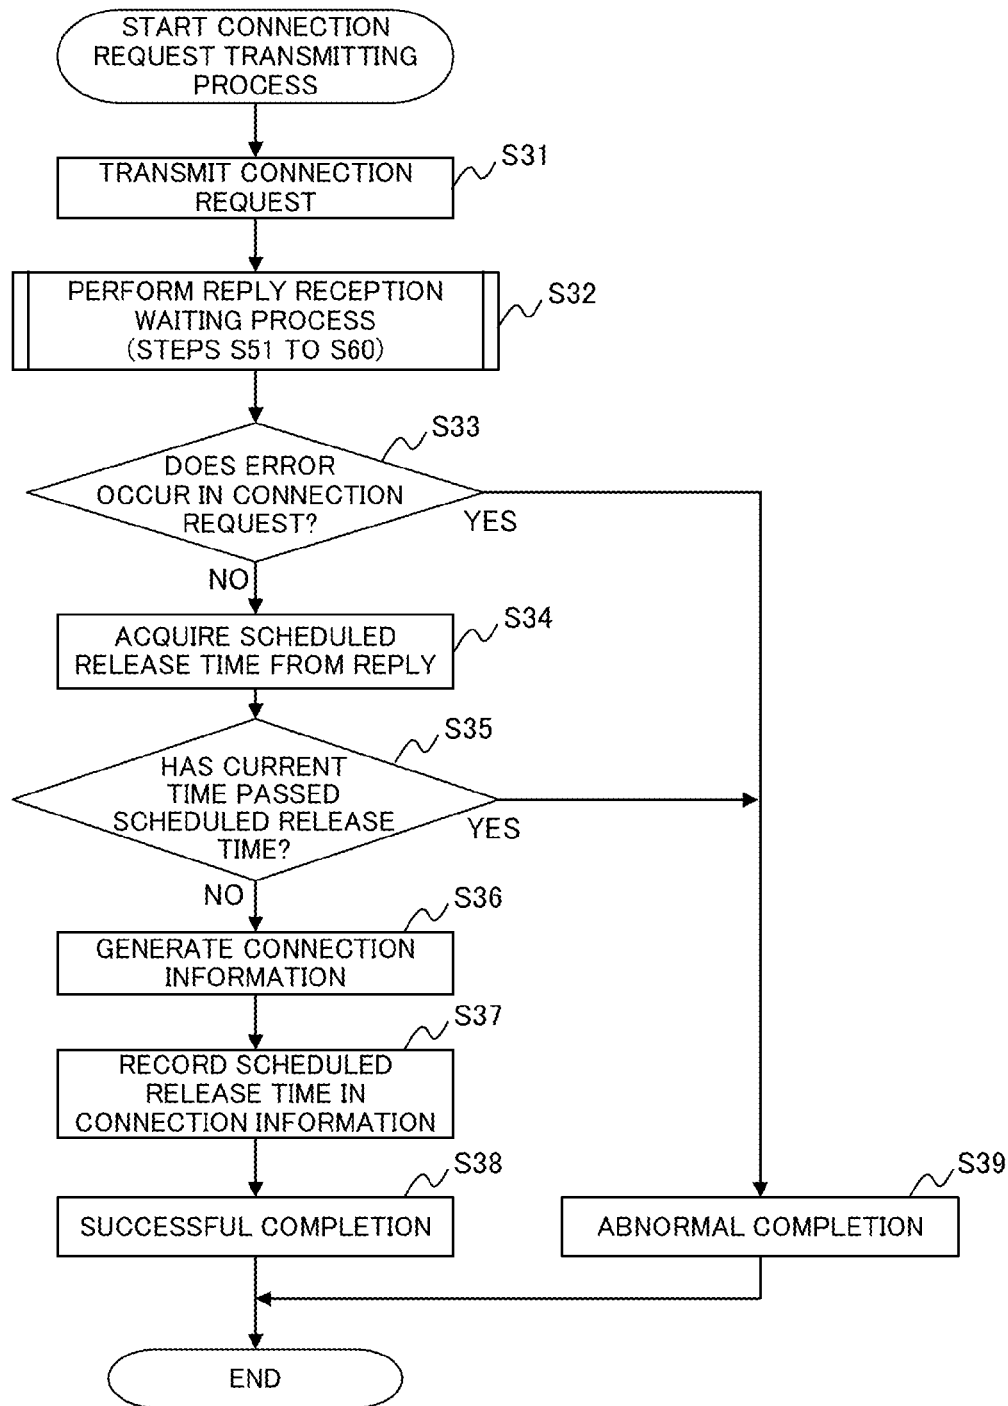 START CONNECTION
REQUEST TRANSMITTING
PROCESS
S31
TRANSMIT CONNECTION
REQUEST
S32
PERFORM REPLY RECEPTION
WAITING PROCESS
(STEPS S51 TO S60)
S33
DOES ERROR
OCCUR IN CONNECTION
REQUEST?
YES
NO
S34
ACQUIRE SCHEDULED
RELEASE TIME FROM REPLY
S35
HAS CURRENT
TIME PASSED
SCHEDULED RELEASE
TIME?
YES
NO
S36
GENERATE CONNECTION
INFORMATION
S37
RECORD SCHEDULED
RELEASE TIME IN
CONNECTION INFORMATION
S38
SUCCESSFUL COMPLETION
S39
ABNORMAL COMPLETION
END